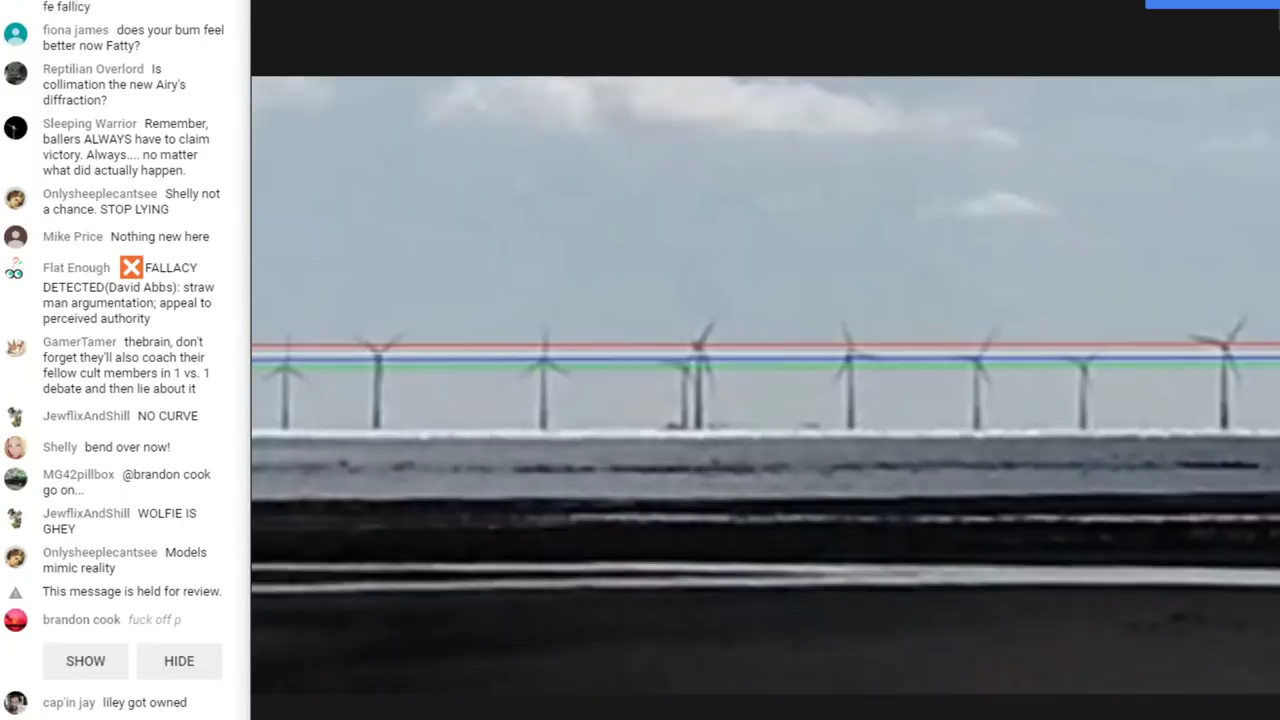 fe fallicy
fiona james does your bum feel
better now Fatty?
Reptilian Overlord Is
collimation the new Airy's
diffraction?
Sleeping Warrior Remember,
ballers ALWAYS have to claim
victory. Always.... no matter
what did actually happen.
Onlysheeplecantsee Shelly not
a chance. STOP LYING
Mike Price Nothing new here
Flat Enough ❌FALLACY
DETECTED(David Abbs): straw
man argumentation; appeal to
perceived authority
GamerTamer thebrain, don't
forget they'll also coach their
fellow cult members in 1 vs. 1
debate and then lie about it
JewflixAndShill NO CURVE
Shelly bend over now!
MG42pillbox @brandon cook
go on...
JewflixAndShill WOLFIE IS
GHEY
Onlysheeplecantsee Models
mimic reality
This message is held for review.
brandon cook fuck off p
SHOW HIDE
cap'in jay liley got owned